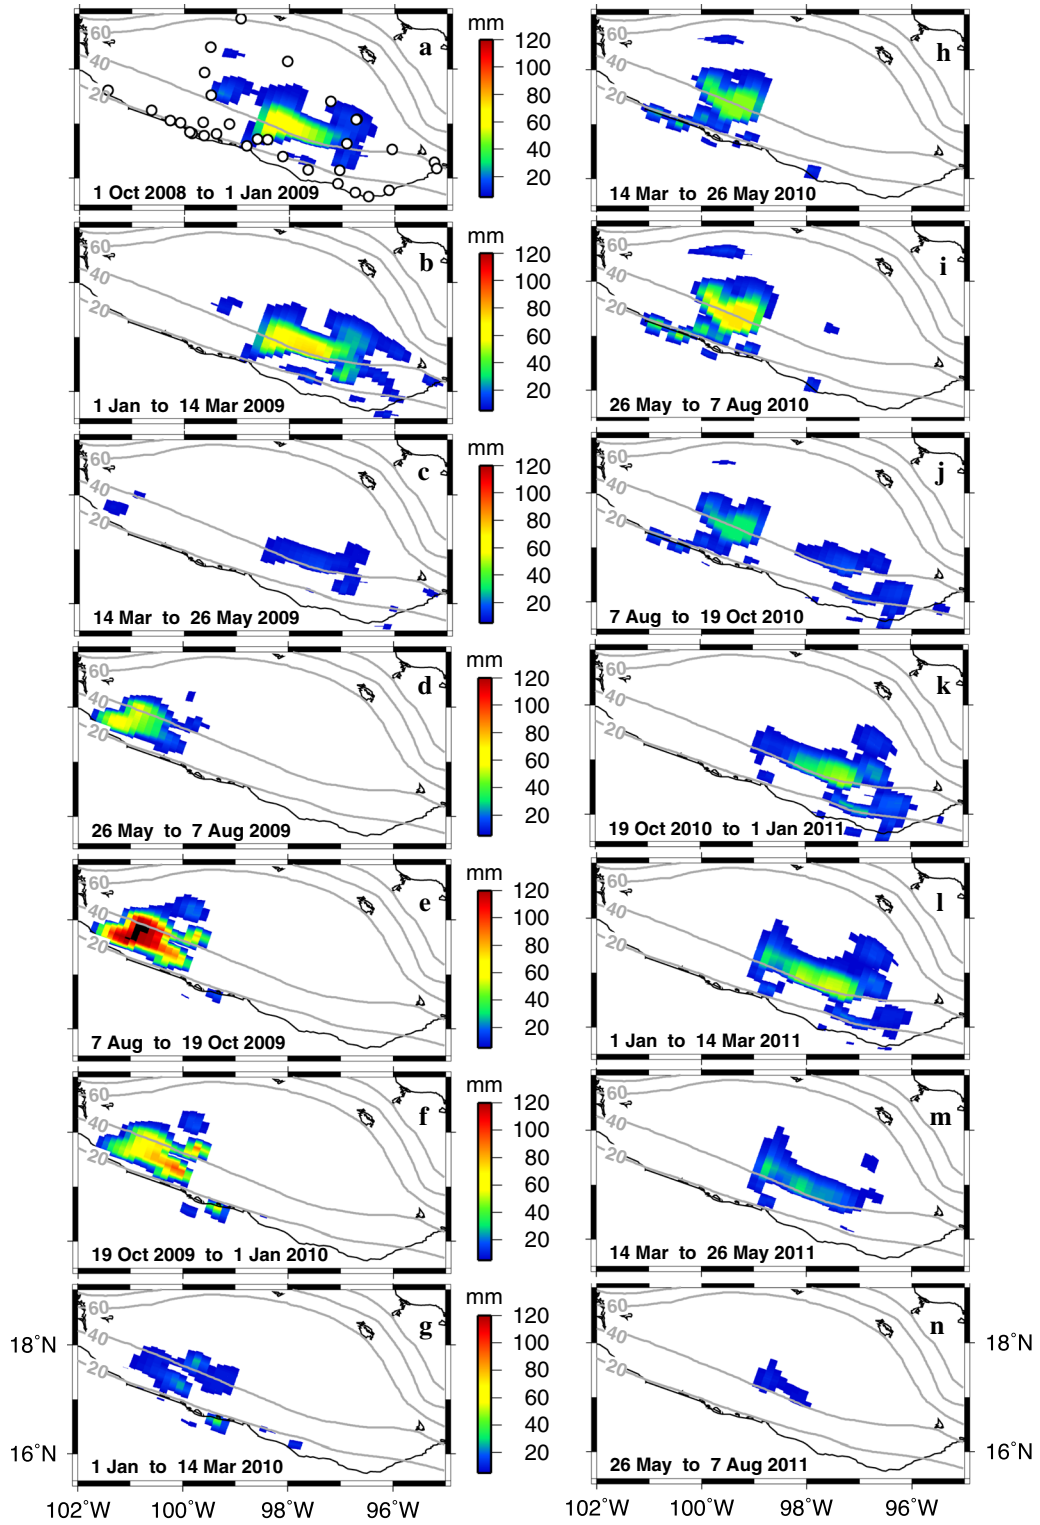 mm
60
40
20
a
120
100
80
60
40
20
1 Oct 2008 to 1 Jan 2009
mm
60
40
20
b
120
100
80
60
40
20
1 Jan to 14 Mar 2009
mm
60
40
20
c
120
100
80
60
40
20
14 Mar to 26 May 2009
mm
60
40
20
d
120
100
80
60
40
20
26 May to 7 Aug 2009
mm
60
40
20
e
120
100
80
60
40
20
7 Aug to 19 Oct 2009
mm
60
40
20
f
120
100
80
60
40
20
19 Oct 2009 to 1 Jan 2010
mm
60
40
20
g
120
100
80
60
40
20
18°N
16°N
1 Jan to 14 Mar 2010
102°W 100°W 98°W 96°W
60
40
20
h
14 Mar to 26 May 2010
60
40
20
i
26 May to 7 Aug 2010
60
40
20
j
7 Aug to 19 Oct 2010
60
40
20
k
19 Oct 2010 to 1 Jan 2011
60
40
20
l
1 Jan to 14 Mar 2011
60
40
20
m
14 Mar to 26 May 2011
60
40
20
n
18°N
16°N
26 May to 7 Aug 2011
102°W 100°W 98°W 96°W